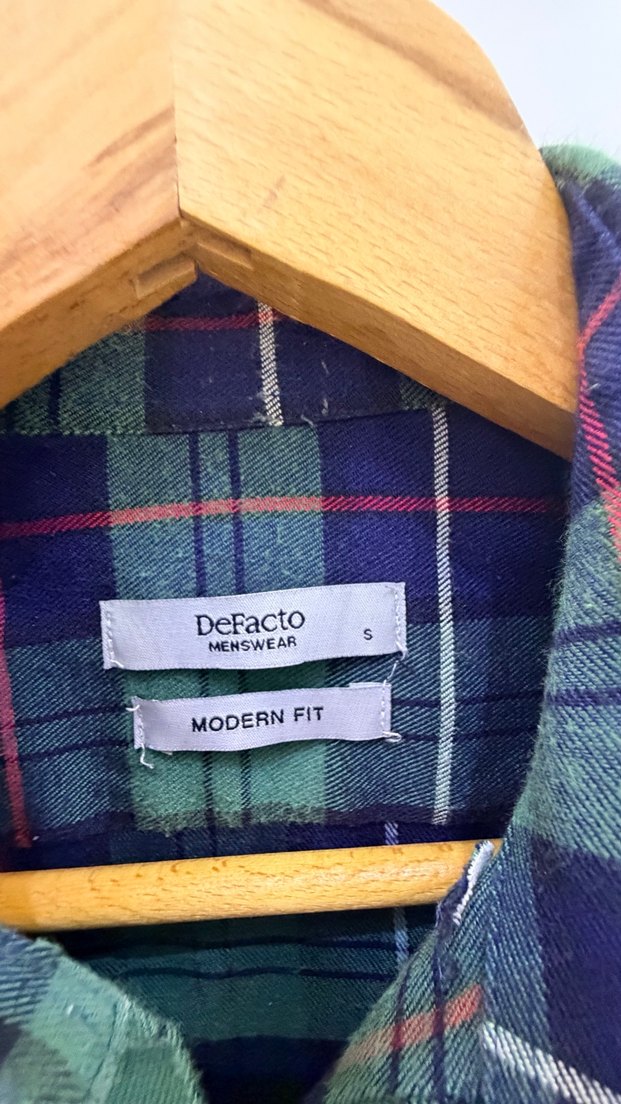 DeFacto
MENSWEAR
S
MODERN FIT